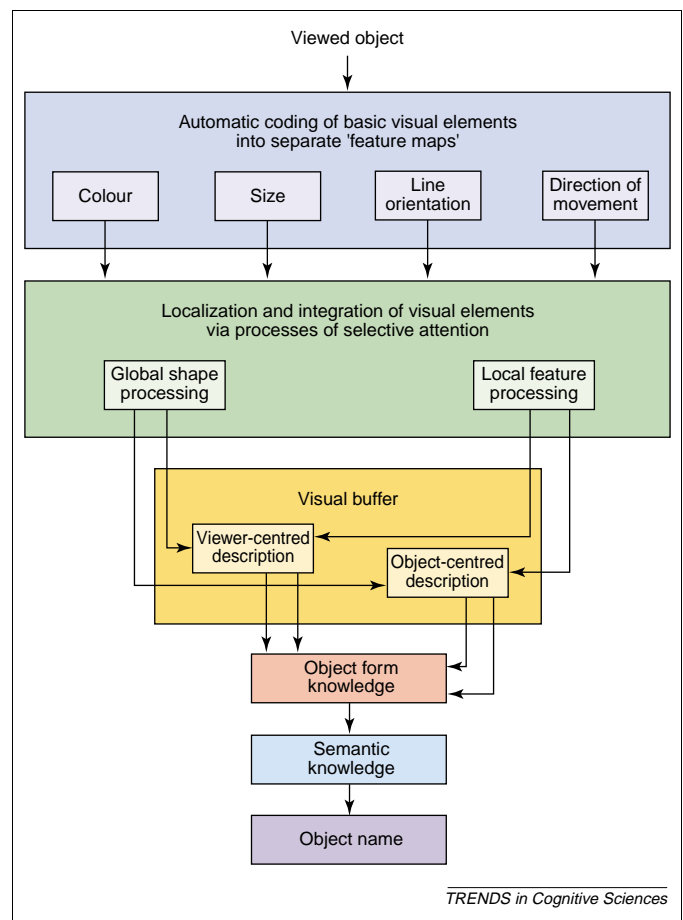 Viewed object
Automatic coding of basic visual elements
into separate 'feature maps'
Colour
Size
Line
orientation
Direction of
movement
Localization and integration of visual elements
via processes of selective attention
Global shape
processing
Local feature
processing
Visual buffer
Viewer-centred
description
Object-centred
description
Object form
knowledge
Semantic
knowledge
Object name
TRENDS in Cognitive Sciences